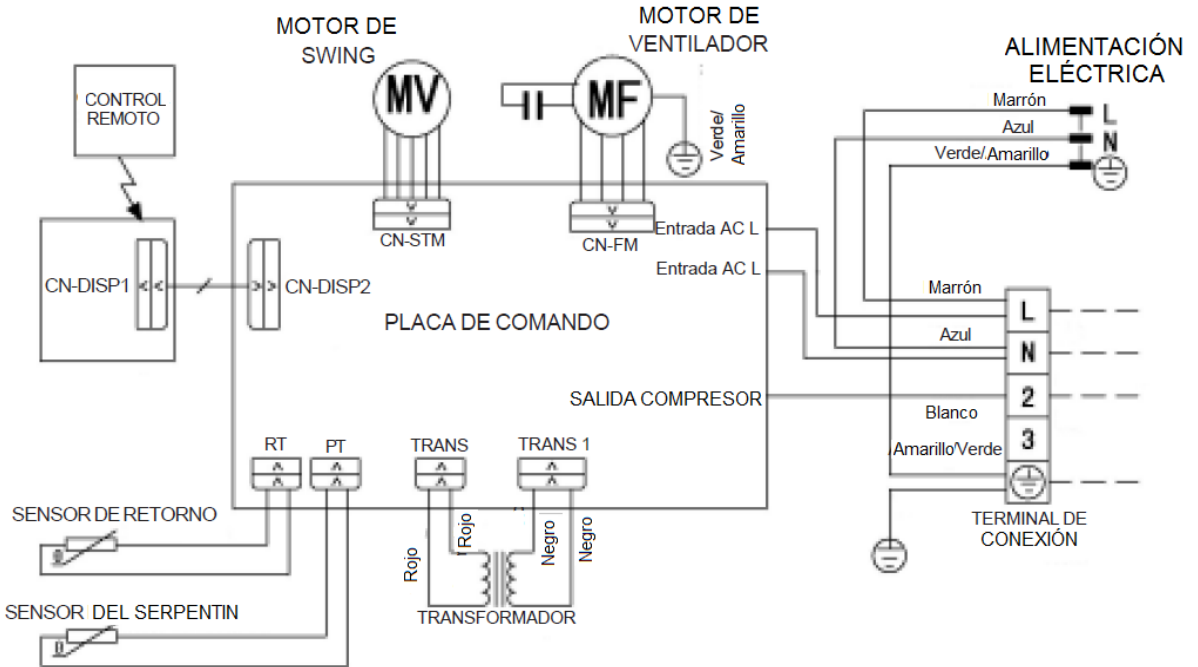 MOTOR DE
SWING
MOTOR DE
VENTILADOR
ALIMENTACIÓN
ELÉCTRICA
CONTROL
REMOTO
MV
MF
Verde/
Amarillo
Marrón
L
Azul
N
Verde/Amarillo
CN-STM
CN-FM
Entrada AC L
Entrada AC L
CN-DISP1
CN-DISP2
PLACA DE COMANDO
Marrón
L
Azul
N
SALIDA COMPRESOR
2
Blanco
3
/Amarillo/Verde
RT
PT
TRANS
TRANS 1
SENSOR DE RETORNO
θ
Rojo
Rojo
Negro
Negro
TERMINAL DE
CONEXIÓN
SENSOR DEL SERPENTIN
TRANSFORMADOR